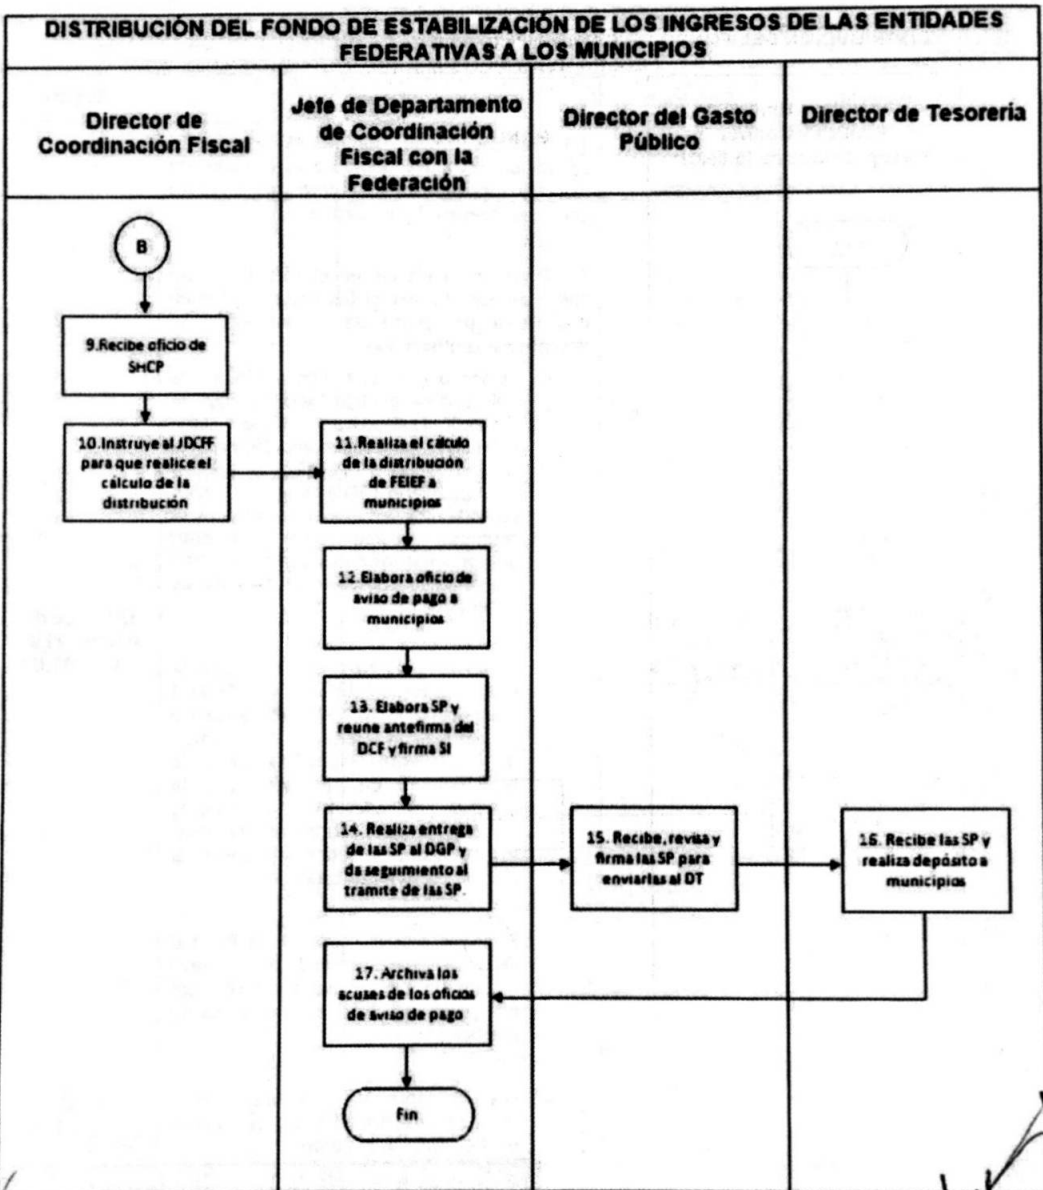 DISTRIBUCIÓN DEL FONDO DE ESTABILIZACIÓN DE LOS INGRESOS DE LAS ENTIDADES
FEDERATIVAS A LOS MUNICIPIOS
Director de
Coordinación Fiscal
Jefe de Departamento
de Coordinación
Fiscal con la
Federación
Director del Gasto
Público
Director de Tesorería
B
9.Recibe oficio de
SHCP
10.Instruye al JDCFF
para que realice el
cálculo de la
distribución
11.Realiza el cálculo
de la distribución
de FEIEF a
municipios
12.Elabora oficio de
aviso de pago a
municipios
13. Elabora SP y
reune antefirma del
DCF y firma SI
14. Realiza entrega
de las SP al DGP y
da seguimiento al
trámite de las SP.
15. Recibe, revisa y
firma las SP para
enviarlas al DT
16. Recibe las SP y
realiza depósito a
municipios
17. Archiva los
acuses de los oficios
de aviso de pago
Fin